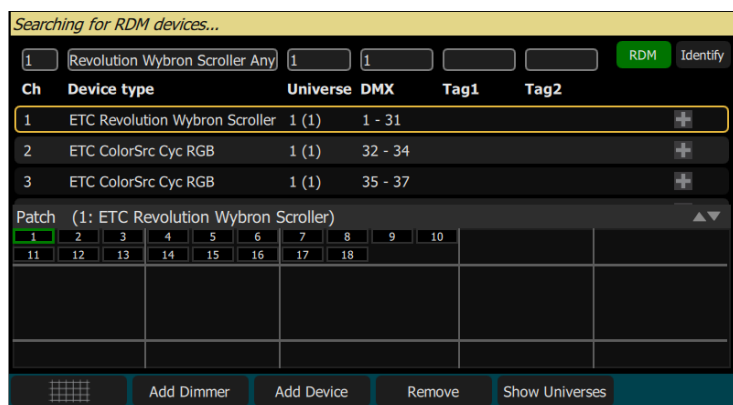 Searching for RDM devices...
1 Revolution Wybron Scroller Any 1 1 RDM Identify
Ch Device type Universe DMX Tag1 Tag2
1 ETC Revolution Wybron Scroller 1 (1) 1 - 31
2 ETC ColorSrc Cyc RGB 1 (1) 32 - 34
3 ETC ColorSrc Cyc RGB 1 (1) 35 - 37
Patch (1: ETC Revolution Wybron Scroller)
1 2 3 4 5 6 7 8 9 10
11 12 13 14 15 16 17 18
Add Dimmer Add Device Remove Show Universes